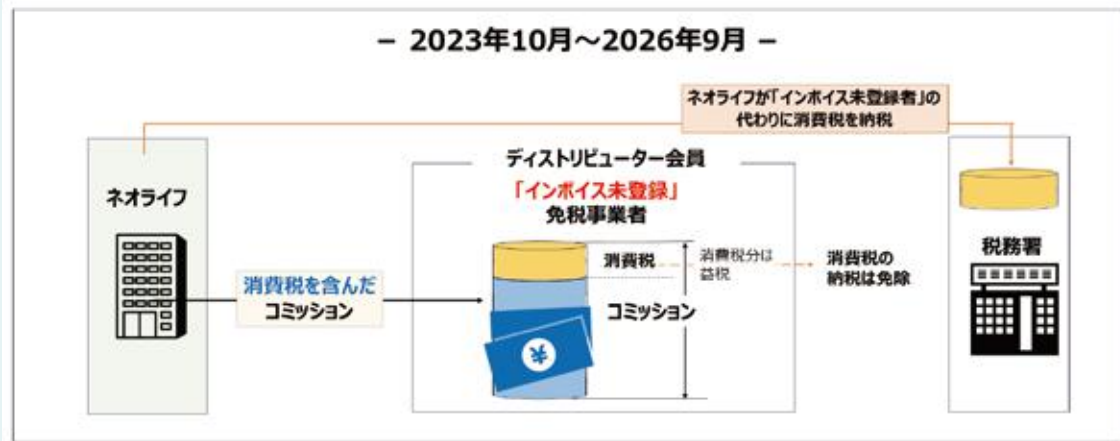 – 2023年10月～2026年9月 –
ネオライフが「インボイス未登録者」の
代わりに消費税を納税
ネオライフ
消費税を含んだ
コミッション
ディストリビューター会員
「インボイス未登録」
免税事業者
消費税
コミッション
消費税分は
益税
消費税の
納税は免除
税務署